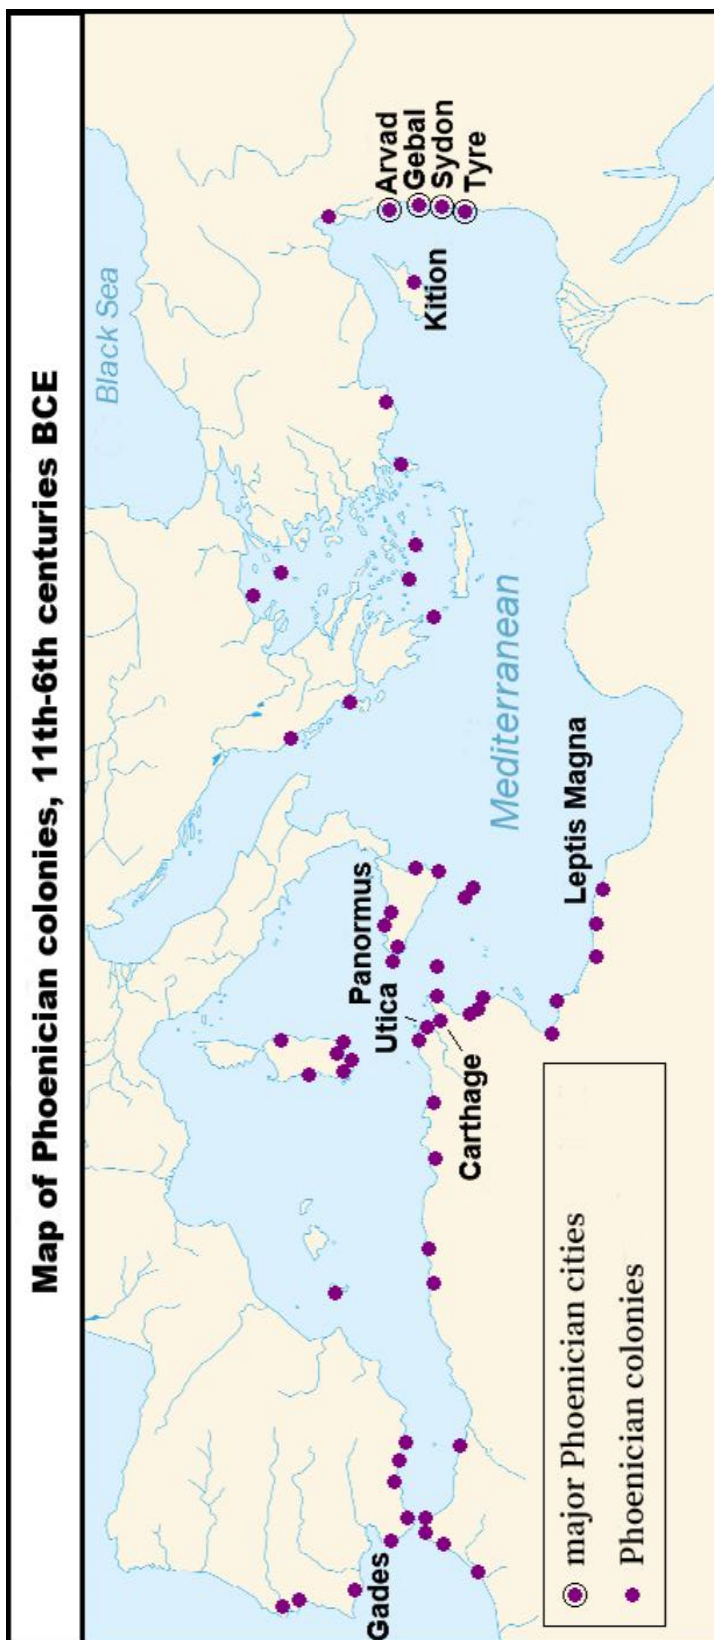 Map of Phoenician colonies, 11th-6th centuries BCE
Black Sea
Arvad
Gebal
Sydon
Tyre
Kition
Mediterranean
Panormus
Utica
Carthage
Leptis Magna
Gades
major Phoenician cities
Phoenician colonies